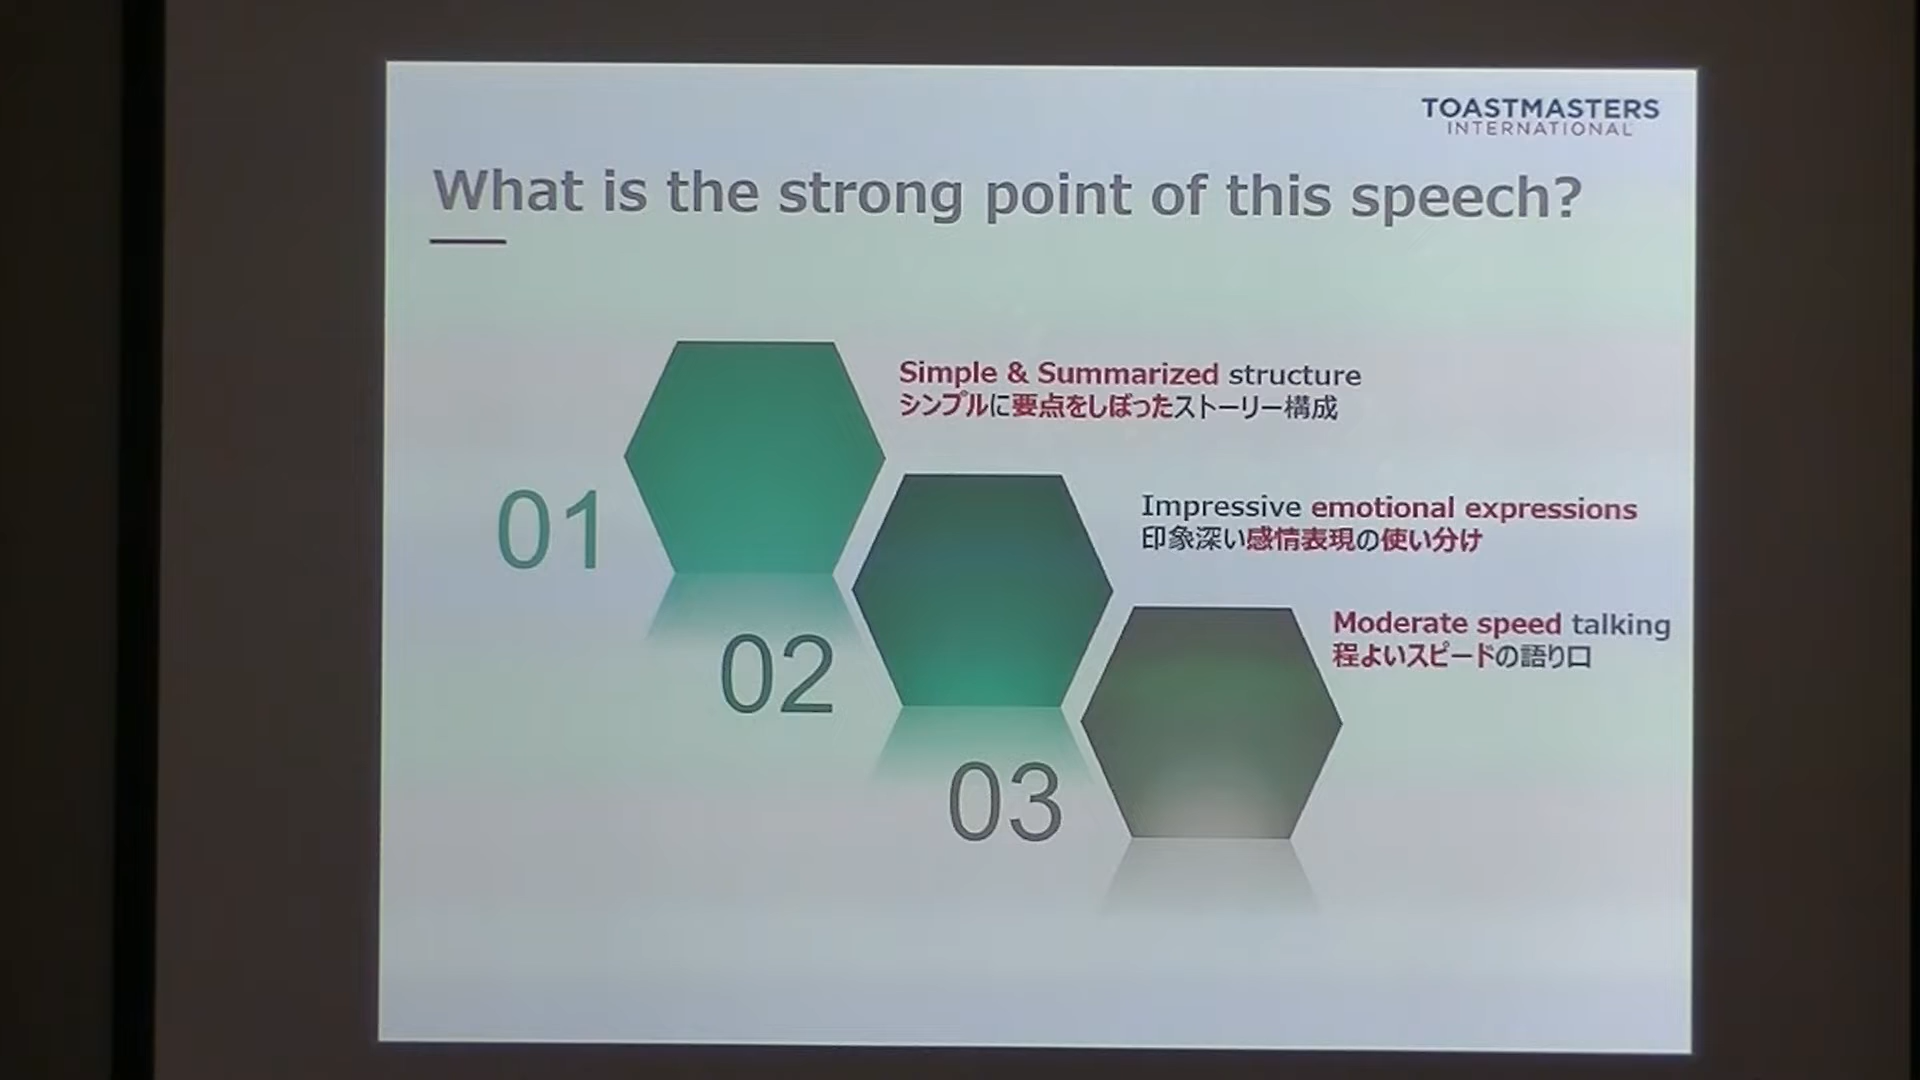 TOASTMASTERS
INTERNATIONAL
What is the strong point of this speech?
01
Simple & Summarized structure
シンプルに要点をしぼったストーリー構成
02
Impressive emotional expressions
印象深い感情表現の使い分け
03
Moderate speed talking
程よいスピードの語り口